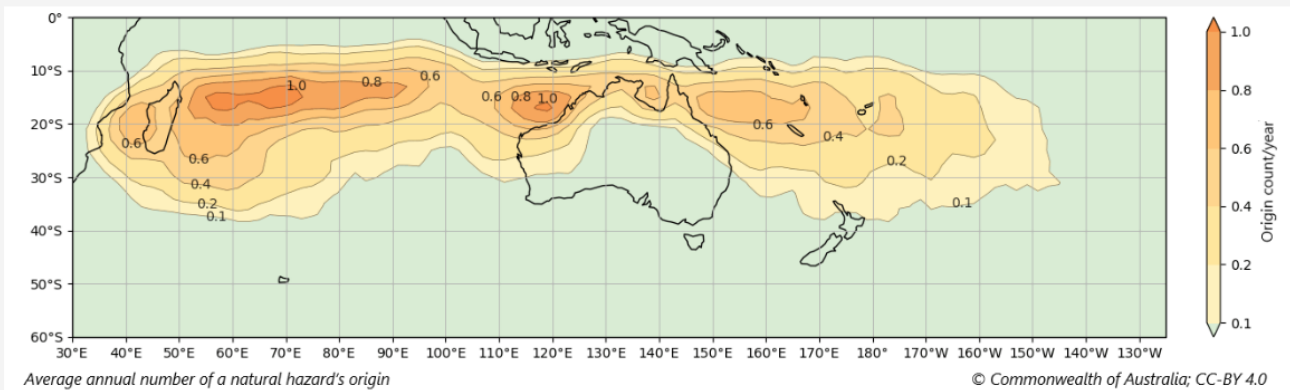 0°
10°S
20°S
30°S
40°S
50°S
60°S
30°E 40°E 50°E 60°E 70°E 80°E 90°E 100°E 110°E 120°E 130°E 140°E 150°E 160°E 170°E 180° 170°W 160°W 150°W 140°W 130°W
1.0 0.8 0.6
0.6 0.8 1.0
0.6 0.6 0.4
0.6 0.2
0.4
0.2 0.1
0.1
1.0
0.8
0.6
0.4
0.2
0.1
Origin count/year
Average annual number of a natural hazard's origin
© Commonwealth of Australia; CC-BY 4.0